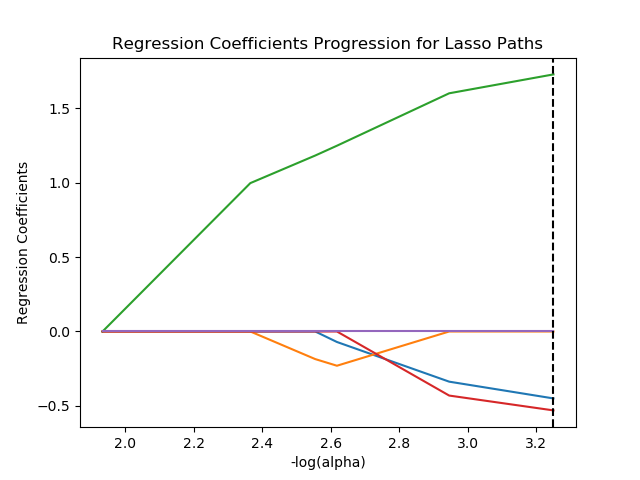 Regression Coefficients Progression for Lasso Paths
1.5
1.0
0.5
0.0
−0.5
Regression Coefficients
2.0 2.2 2.4 2.6 2.8 3.0 3.2
-log(alpha)